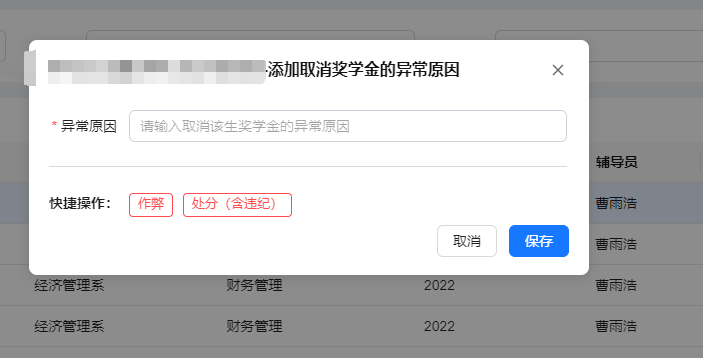 添加取消奖学金的异常原因
* 异常原因 请输入取消该生奖学金的异常原因
辅导员
快捷操作： 作弊 处分（含违纪） 曹雨浩
取消 保存 曹雨浩
经济管理系 财务管理 2022 曹雨浩
经济管理系 财务管理 2022 曹雨浩